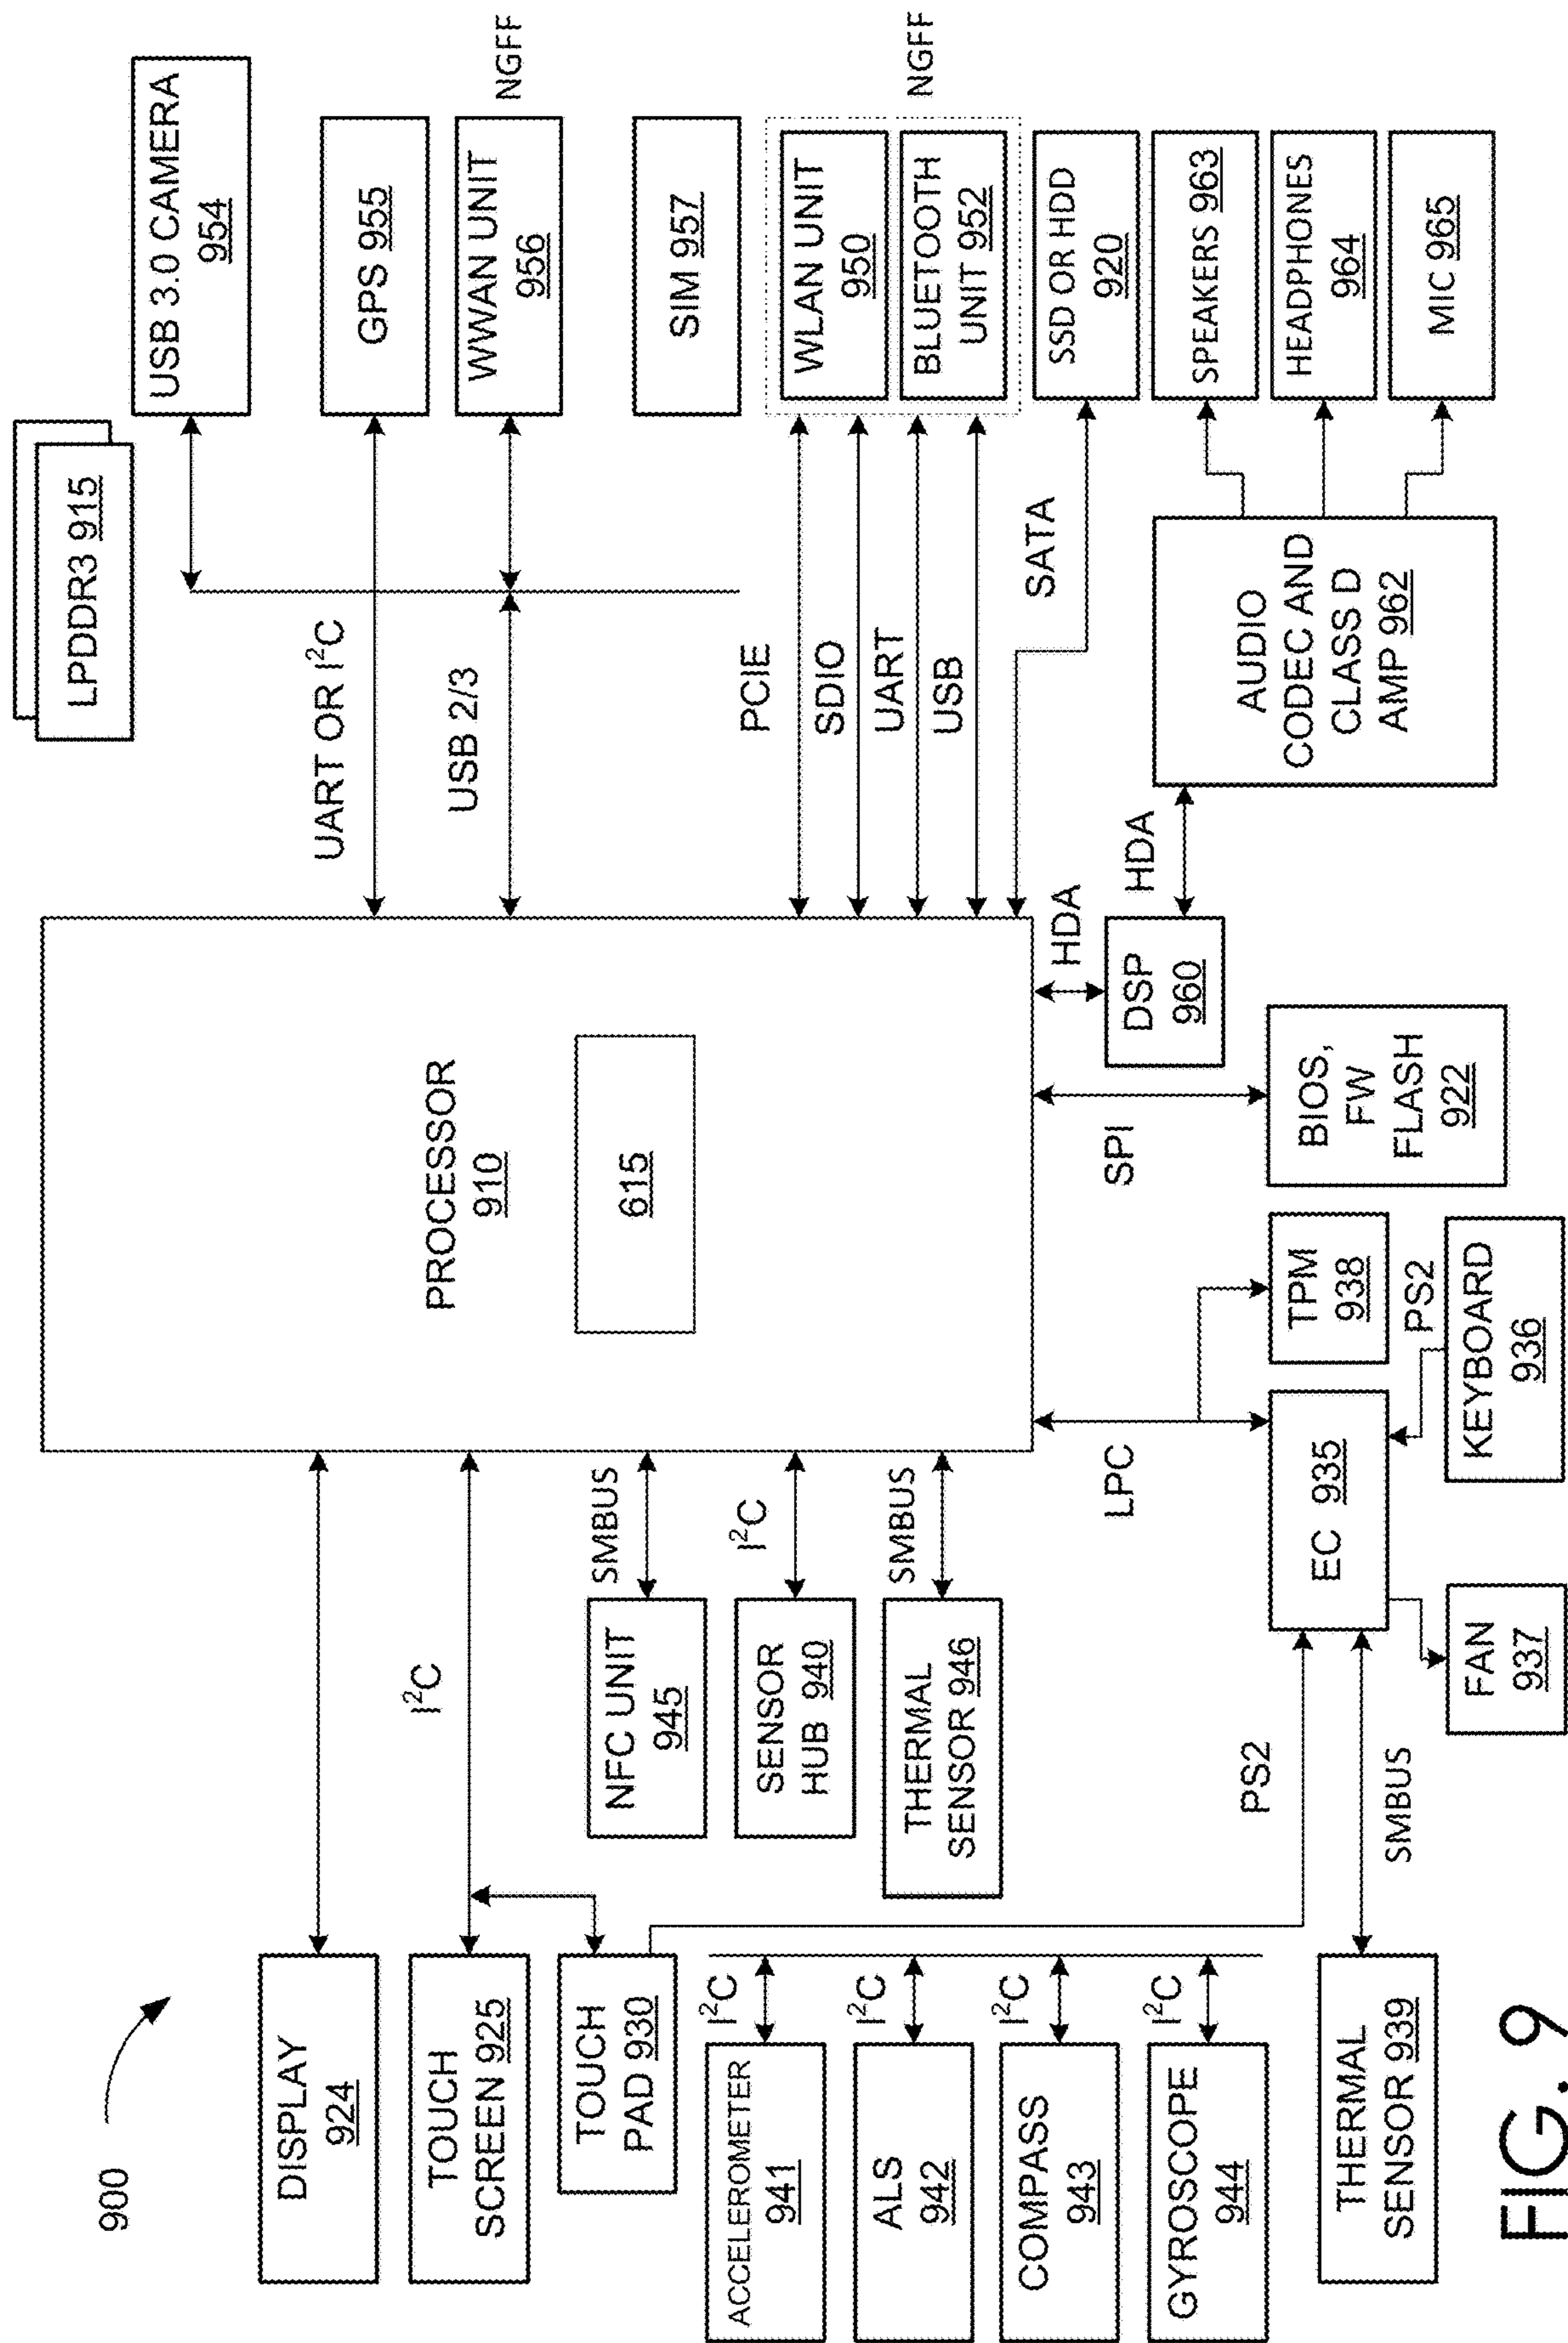 900
LPDDR3 915
DISPLAY
924
TOUCH
SCREEN 925
TOUCH
PAD 930
I²C
ACCELEROMETER
941
I²C
ALS
942
I²C
COMPASS
943
I²C
GYROSCOPE
944
I²C
THERMAL
SENSOR 939
SMBUS
PS2
NFC UNIT
945
SMBUS
SENSOR
HUB 940
I²C
THERMAL
SENSOR 946
SMBUS
PROCESSOR
910
615
LPC
EC 935
FAN
937
TPM
938
PS2
KEYBOARD
936
SPI
BIOS,
FW
FLASH
922
HDA
DSP
960
HDA
AUDIO
CODEC AND
CLASS D
AMP 962
UART OR I²C
USB 2/3
PCIE
SDIO
UART
USB
SATA
USB 3.0 CAMERA
954
GPS 955
WWAN UNIT
956
NGFF
SIM 957
WLAN UNIT
950
BLUETOOTH
UNIT 952
NGFF
SSD OR HDD
920
SPEAKERS 963
HEADPHONES
964
MIC 965
FIG. 9